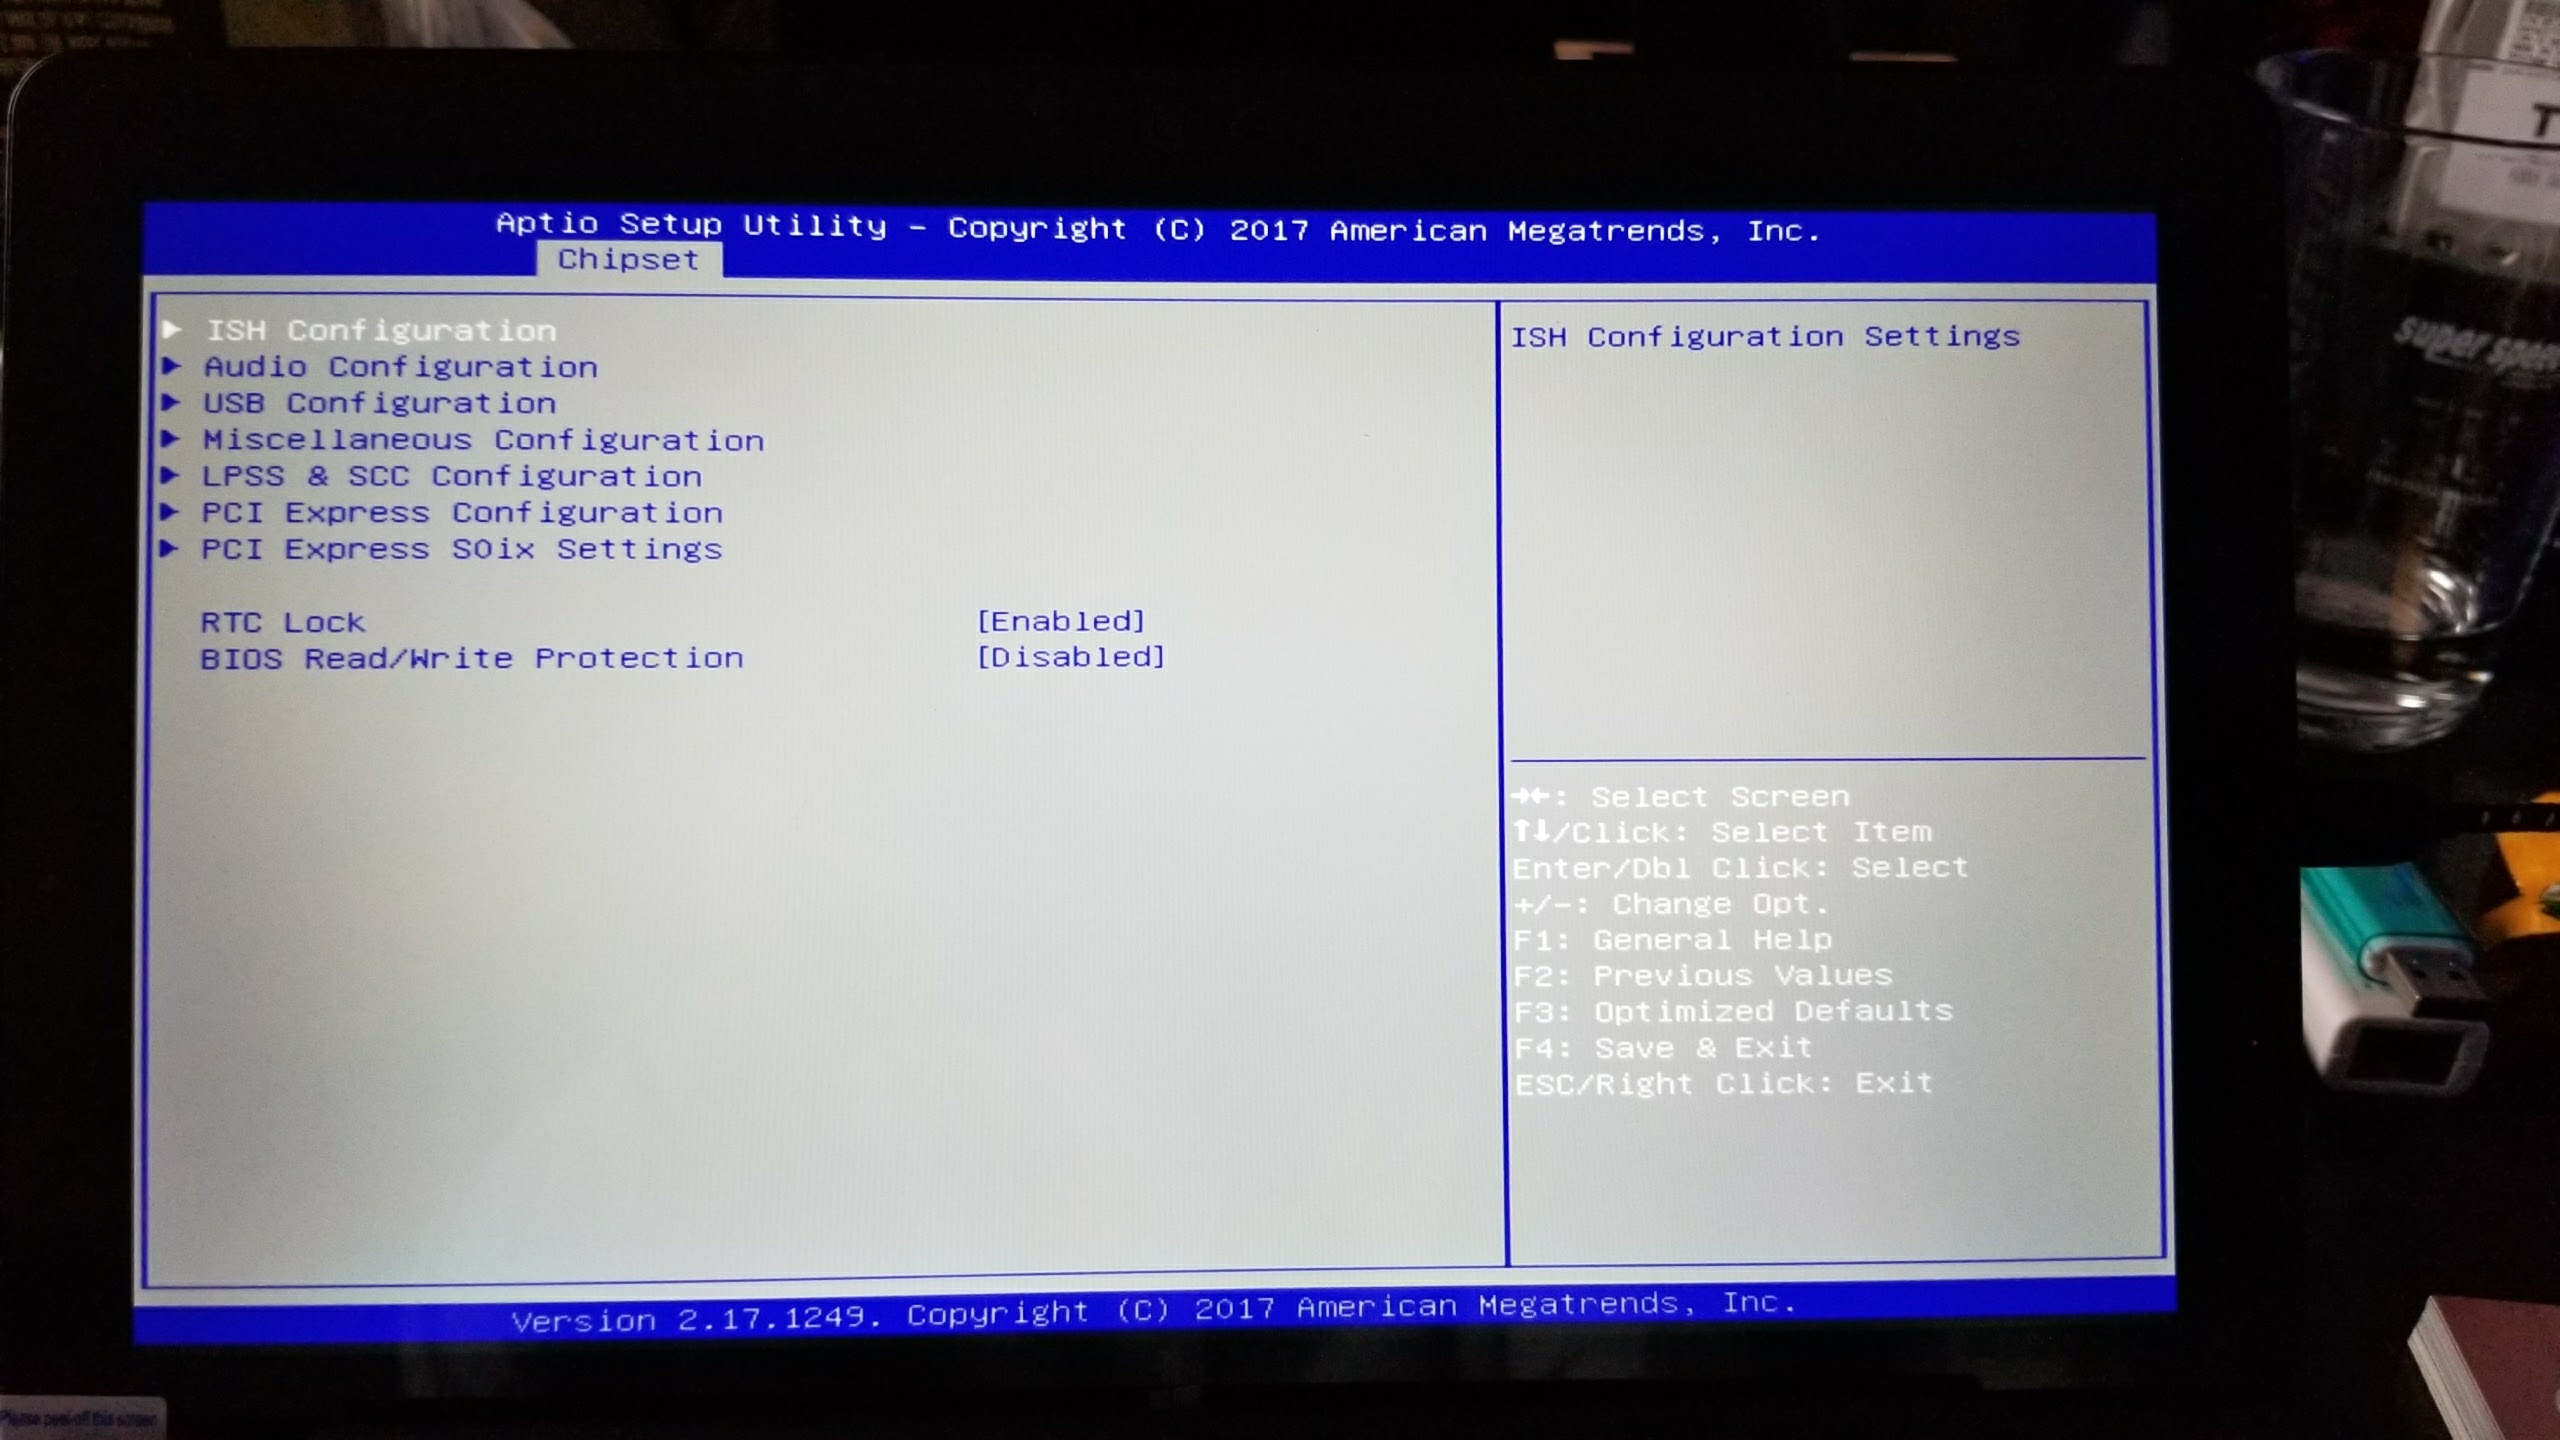 Aptio Setup Utility - Copyright (C) 2017 American Megatrends, Inc.
Chipset
ISH Configuration
Audio Configuration
USB Configuration
Miscellaneous Configuration
LPSS & SCC Configuration
PCI Express Configuration
PCI Express S0ix Settings
RTC Lock [Enabled]
BIOS Read/Write Protection [Disabled]
ISH Configuration Settings
→←: Select Screen
↑↓/Click: Select Item
Enter/Dbl Click: Select
+/-: Change Opt.
F1: General Help
F2: Previous Values
F3: Optimized Defaults
F4: Save & Exit
ESC/Right Click: Exit
Version 2.17.1249. Copyright (C) 2017 American Megatrends, Inc.
Please peel off this screen
super